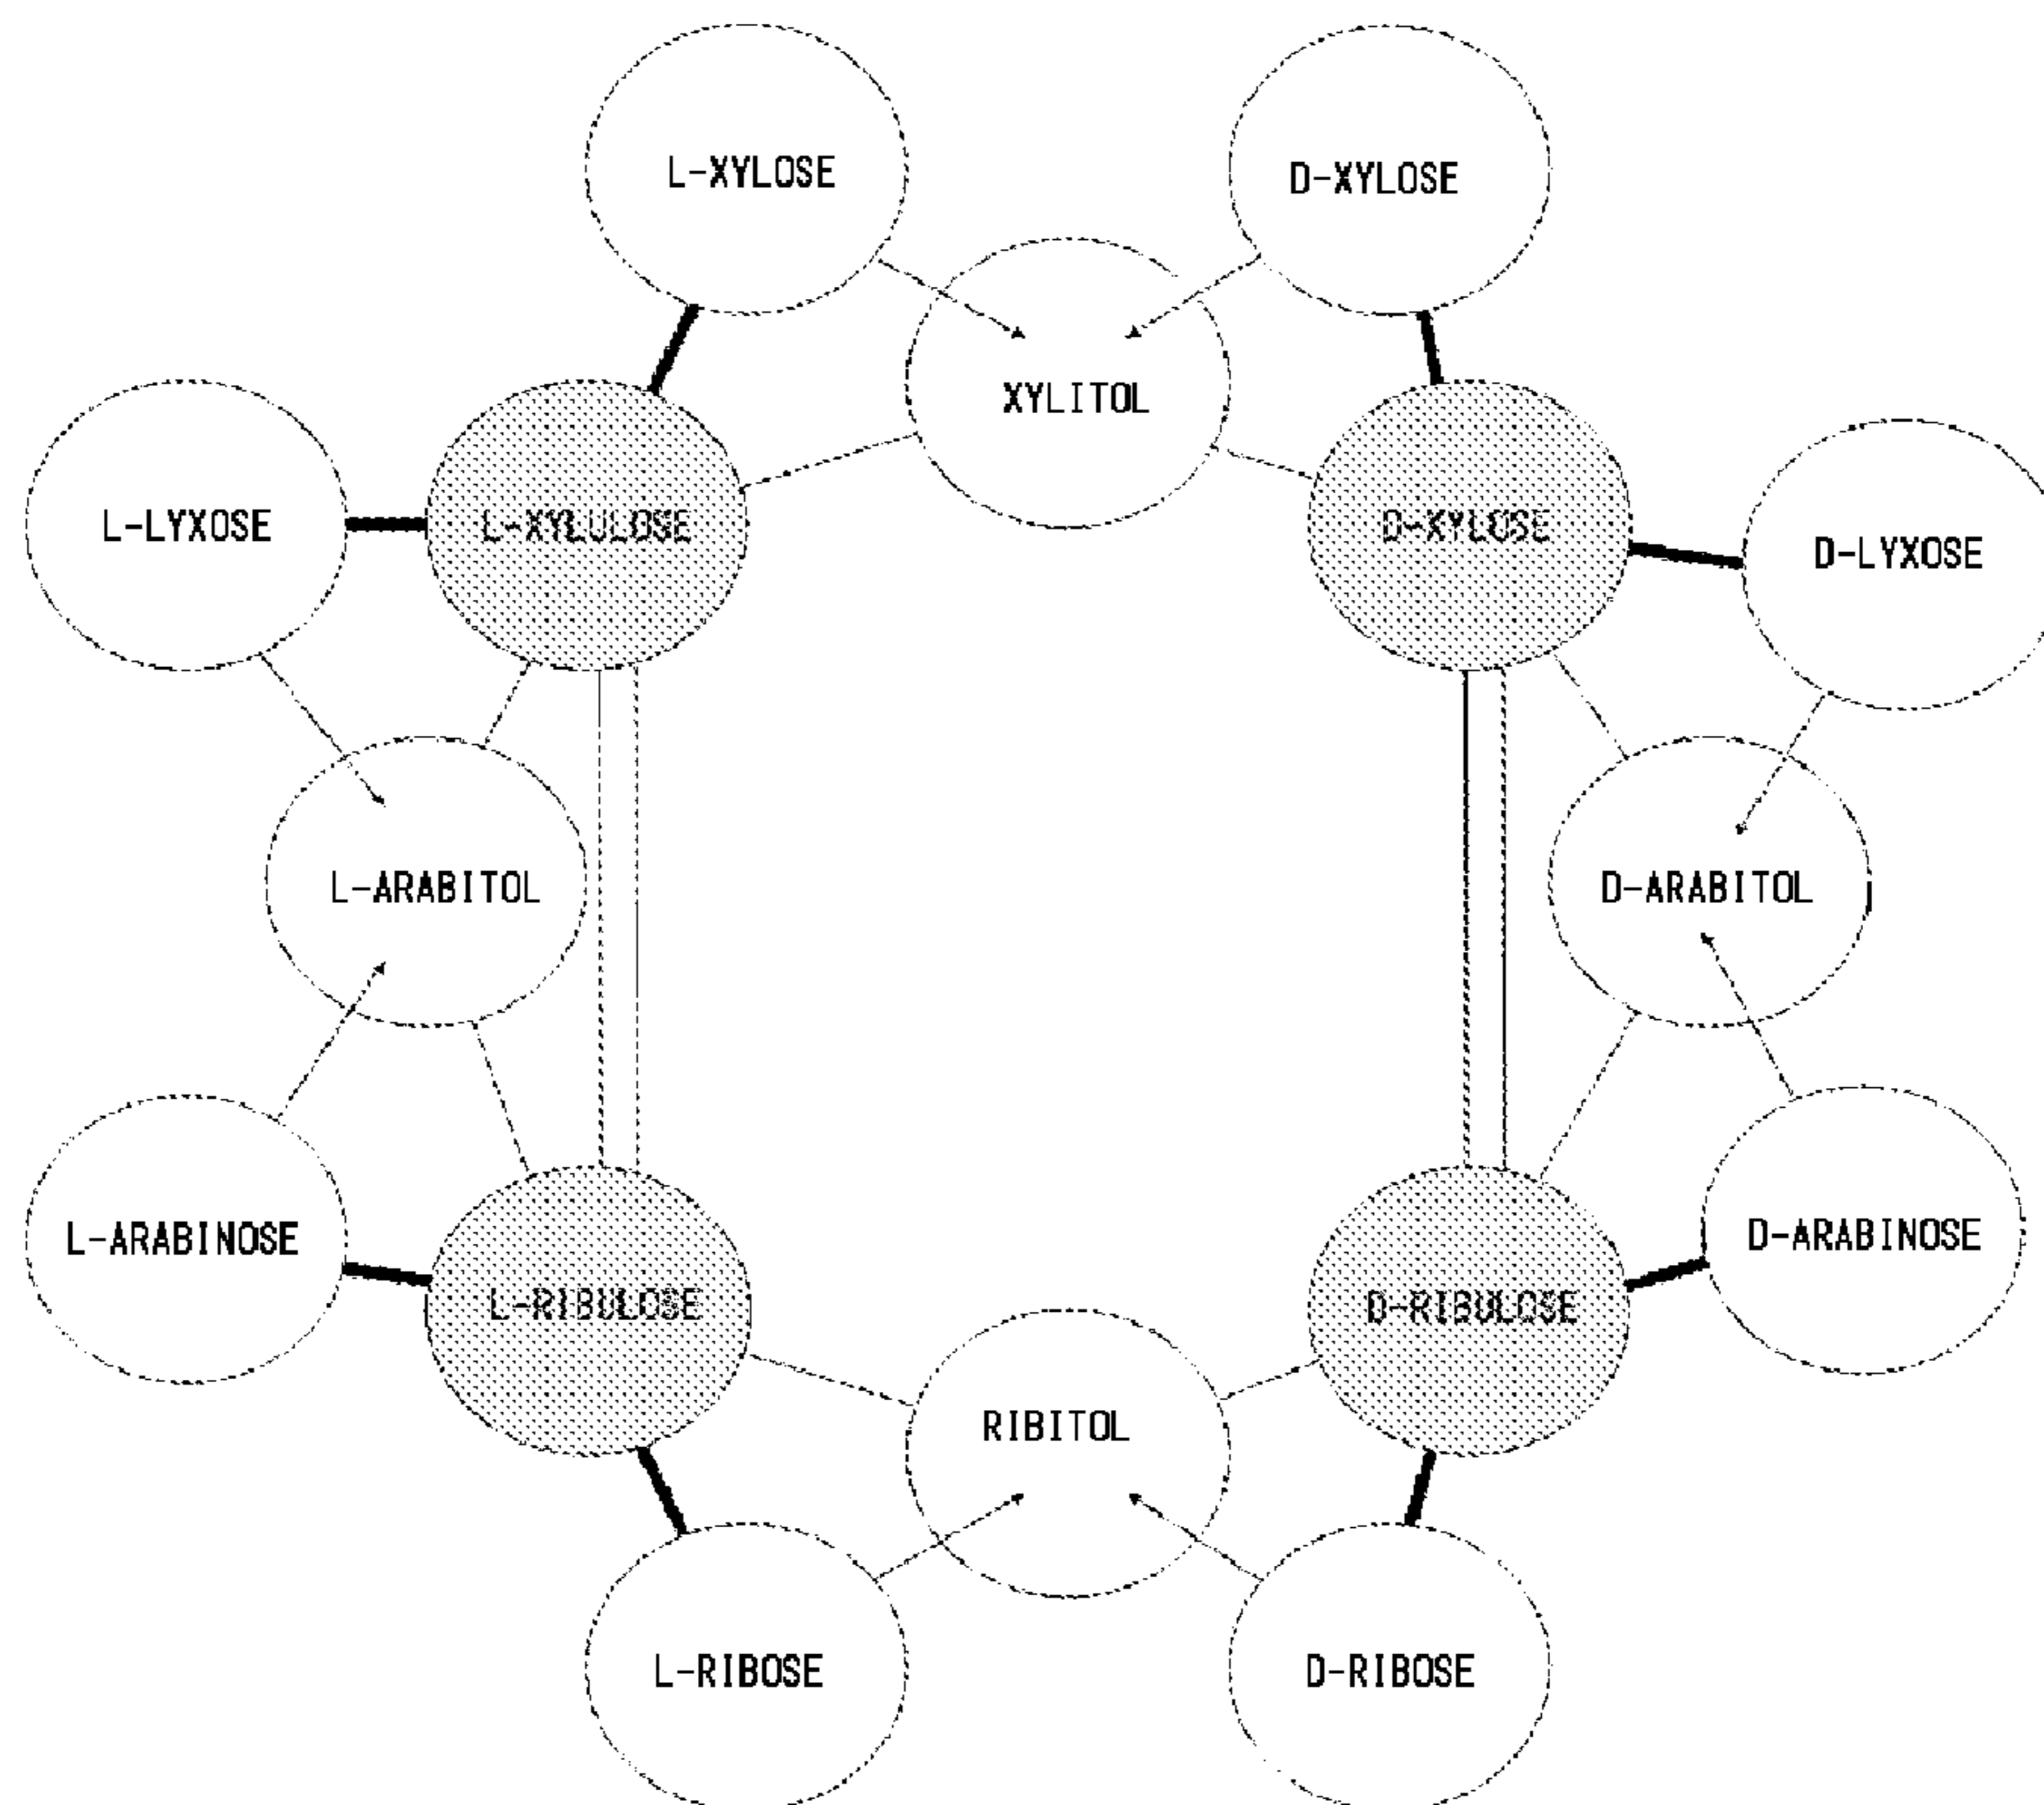 L-XYLOSE
D-XYLOSE
XYLITOL
L-LYXOSE
L-XYLULOSE
D-XYLOSE
D-LYXOSE
L-ARABITOL
D-ARABITOL
L-ARABINOSE
D-ARABINOSE
L-RIBULOSE
D-RIBULOSE
RIBITOL
L-RIBOSE
D-RIBOSE